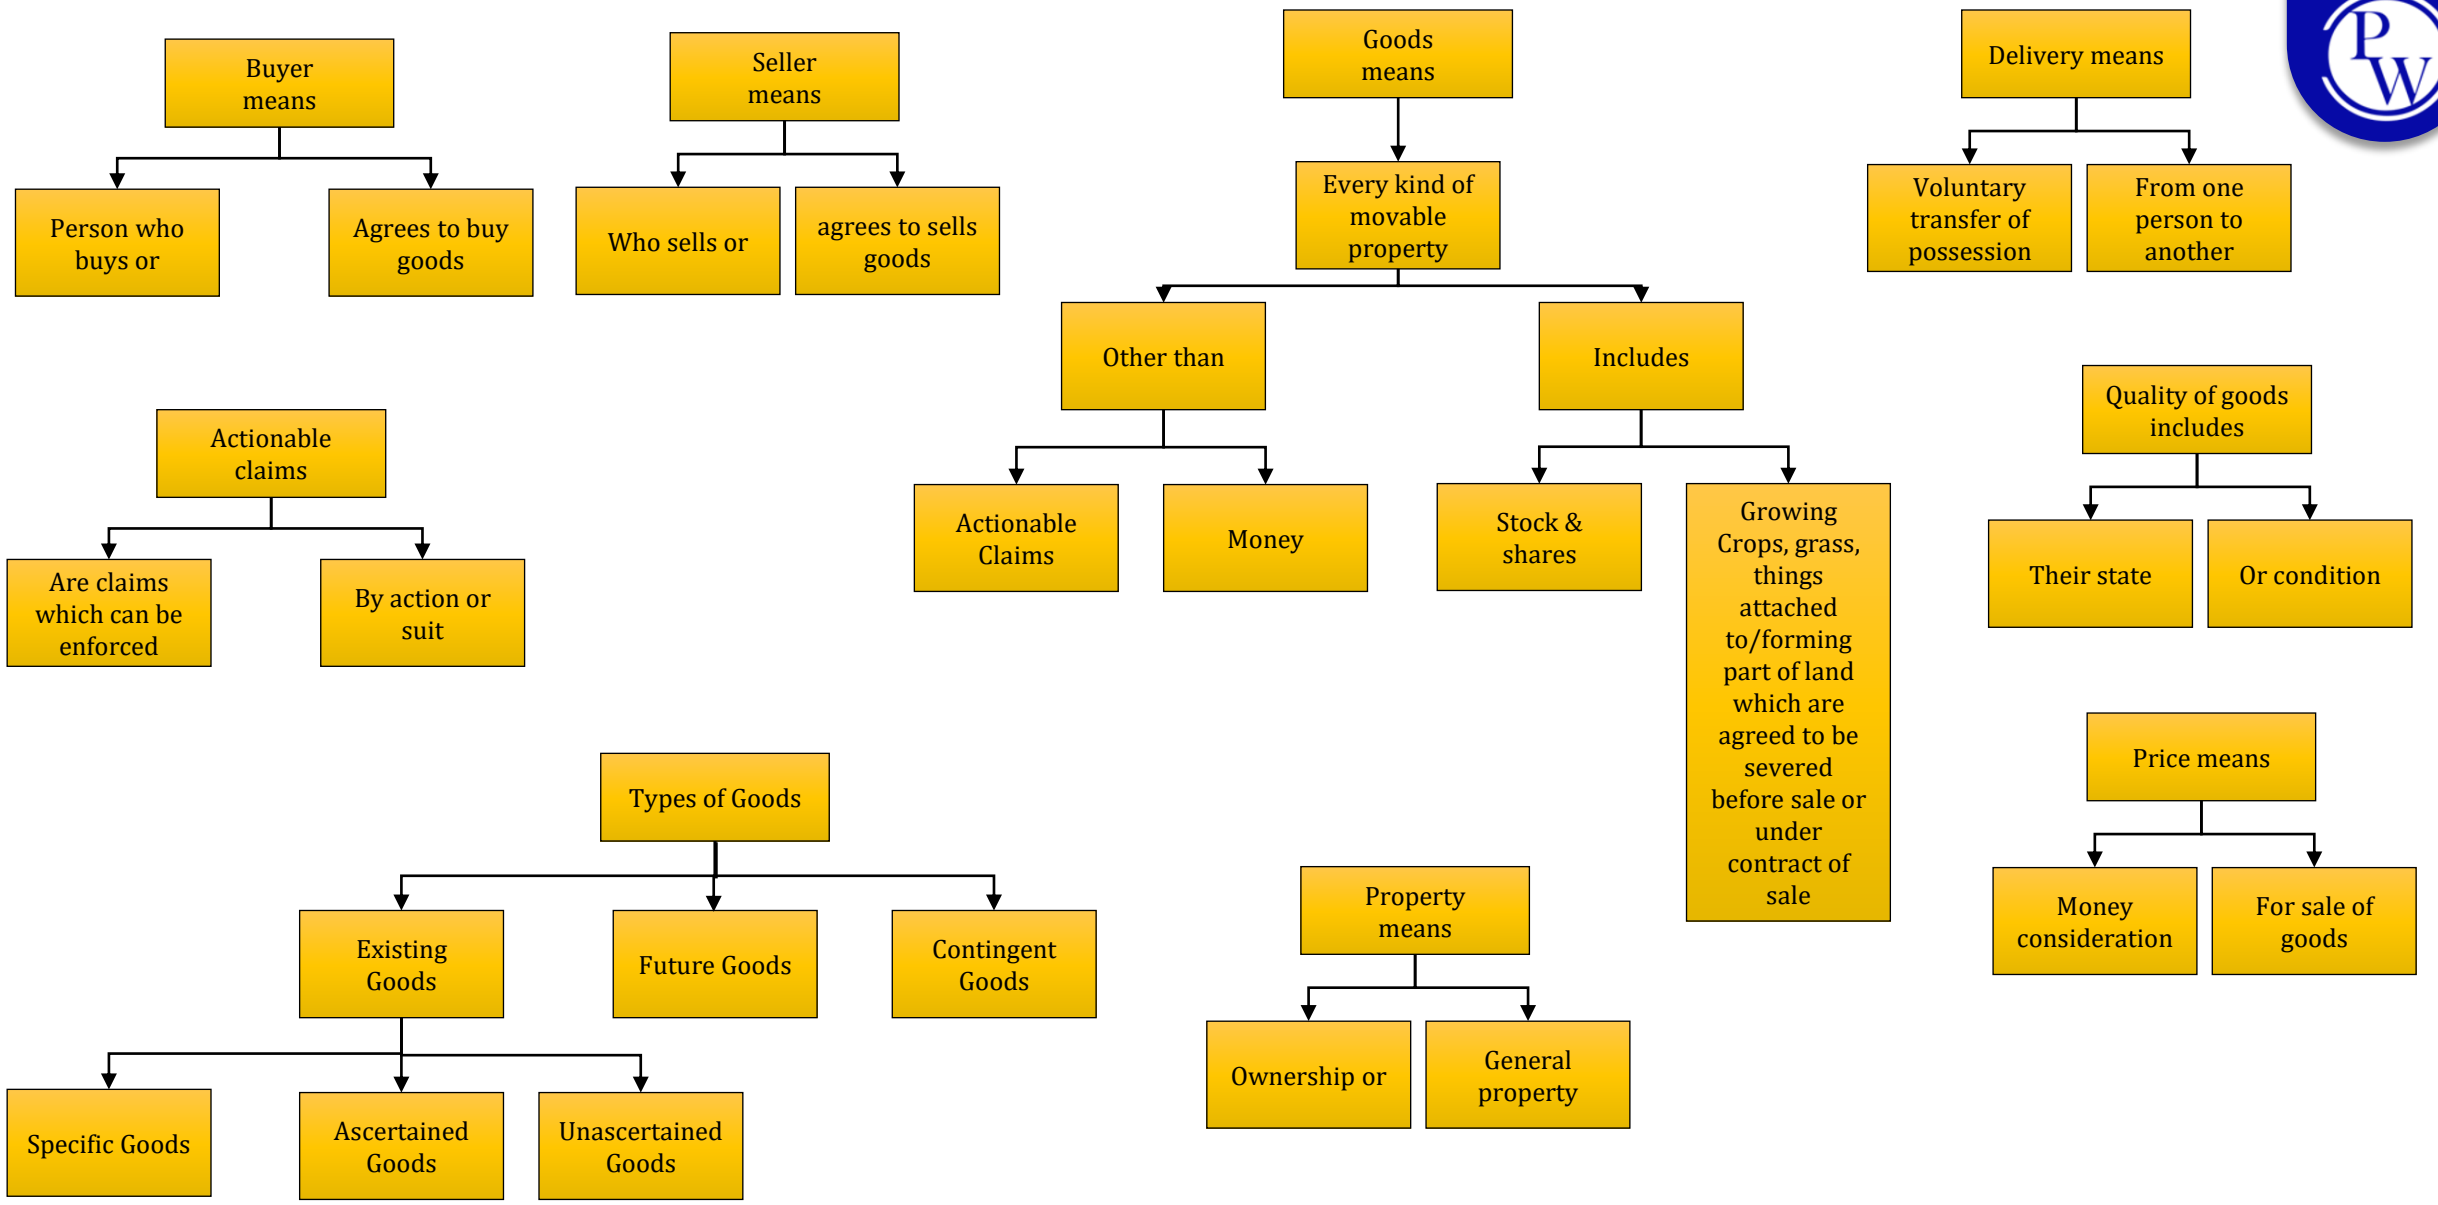 Buyer
means
Person who
buys or
Agrees to buy
goods
Seller
means
Who sells or
agrees to sells
goods
Goods
means
Every kind of
movable
property
Other than
Actionable
Claims
Money
Includes
Stock &
shares
Growing
Crops, grass,
things
attached
to/forming
part of land
which are
agreed to be
severed
before sale or
under
contract of
sale
Delivery means
Voluntary
transfer of
possession
From one
person to
another
PW
Actionable
claims
Are claims
which can be
enforced
By action or
suit
Quality of goods
includes
Their state
Or condition
Types of Goods
Existing
Goods
Future Goods
Contingent
Goods
Specific Goods
Ascertained
Goods
Unascertained
Goods
Property
means
Ownership or
General
property
Price means
Money
consideration
For sale of
goods